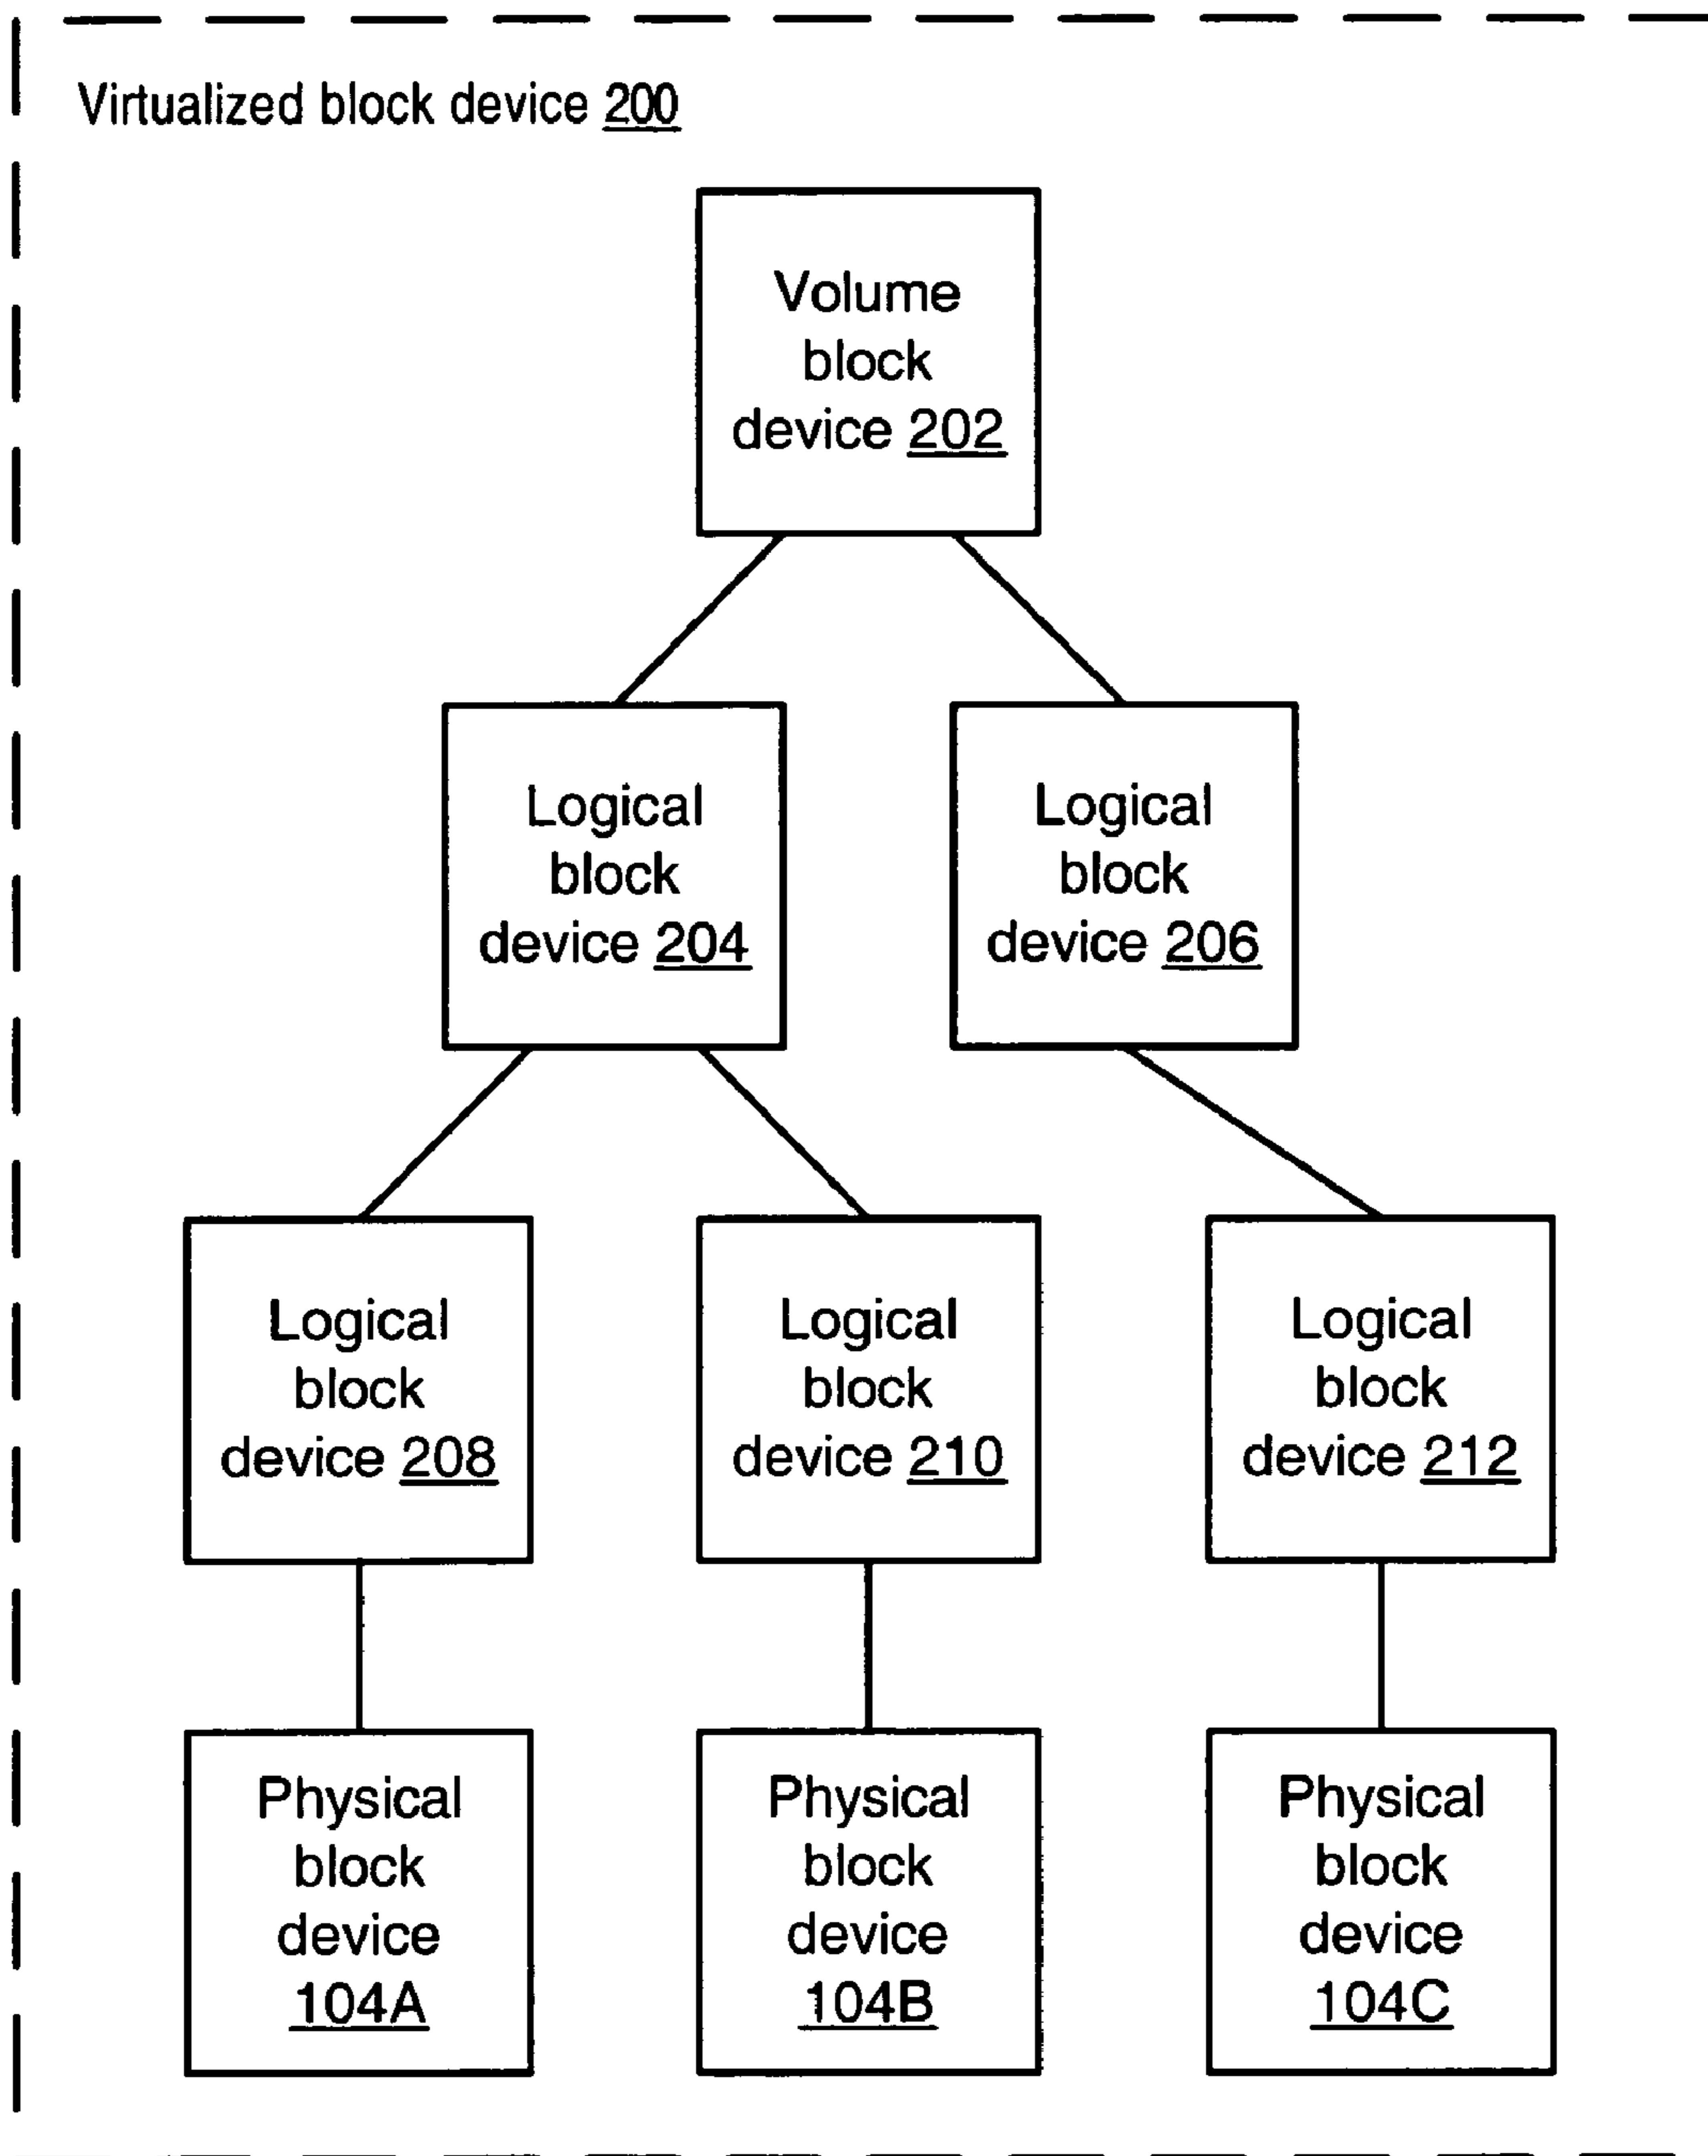 Virtualized block device 200
Volume
block
device 202
Logical
block
device 204
Logical
block
device 206
Logical
block
device 208
Logical
block
device 210
Logical
block
device 212
Physical
block
device
104A
Physical
block
device
104B
Physical
block
device
104C